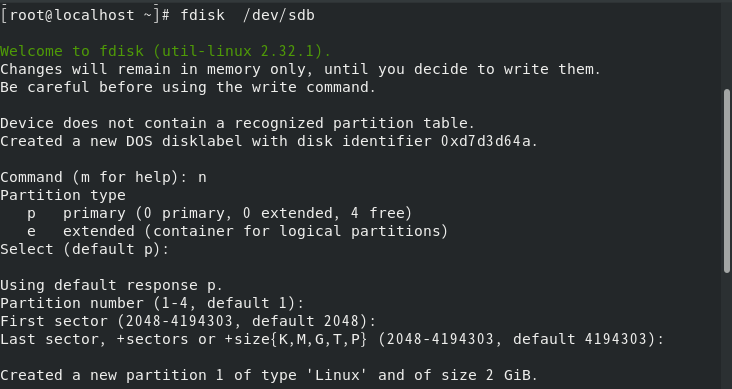 [root@localhost ~]# fdisk  /dev/sdb
Welcome to fdisk (util-linux 2.32.1).
Changes will remain in memory only, until you decide to write them.
Be careful before using the write command.
Device does not contain a recognized partition table.
Created a new DOS disklabel with disk identifier 0xd7d3d64a.
Command (m for help): n
Partition type
   p   primary (0 primary, 0 extended, 4 free)
   e   extended (container for logical partitions)
Select (default p):
Using default response p.
Partition number (1-4, default 1):
First sector (2048-4194303, default 2048):
Last sector, +sectors or +size{K,M,G,T,P} (2048-4194303, default 4194303):
Created a new partition 1 of type 'Linux' and of size 2 GiB.